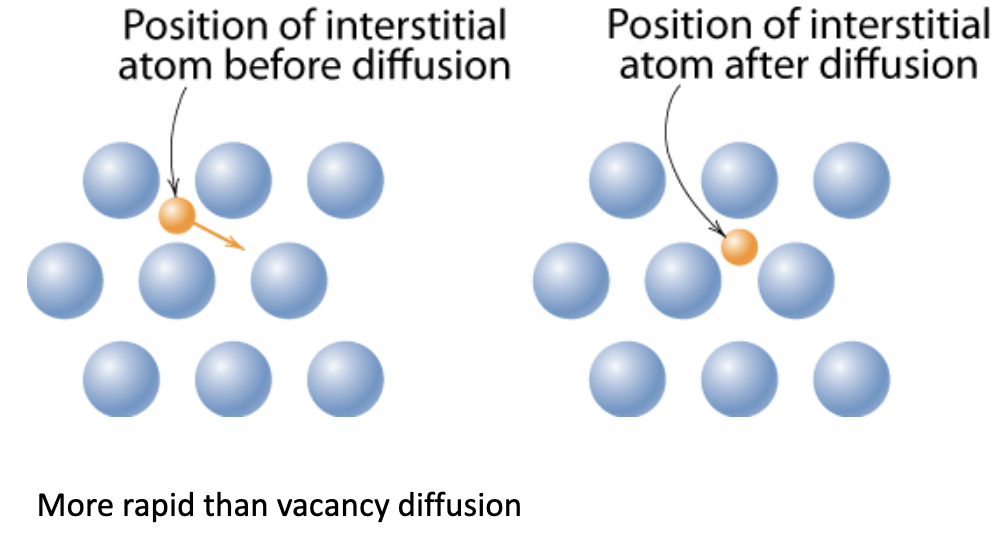 Position of interstitial
atom before diffusion
Position of interstitial
atom after diffusion
More rapid than vacancy diffusion